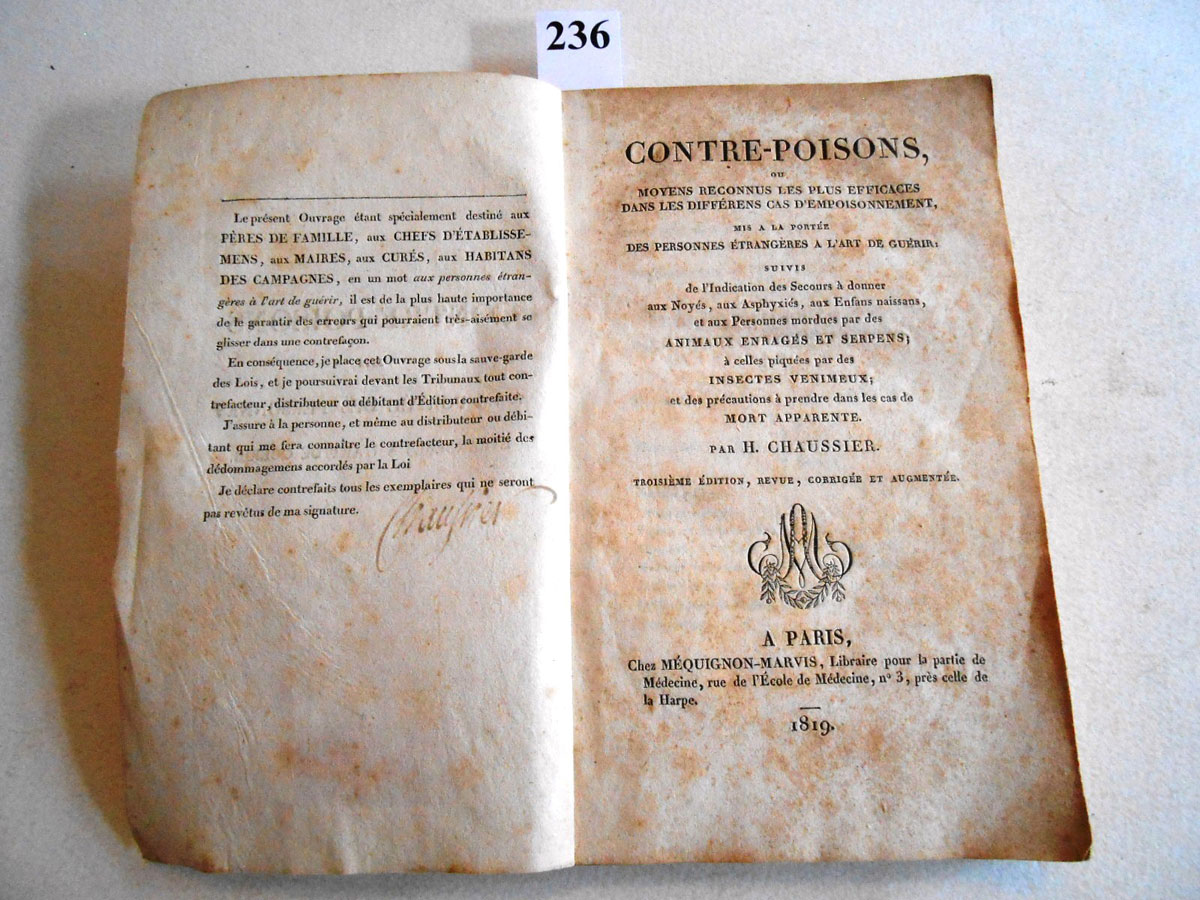 236
Le présent Ouvrage étant spécialement destiné aux
PÈRES DE FAMILLE, aux CHEFS D'ÉTABLISSE-
MENS, aux MAIRES, aux CURÉS, aux HABITANS
DES CAMPAGNES, en un mot aux personnes étran-
gères à l'art de guérir, il est de la plus haute importance
de le garantir des erreurs qui pourraient très-aisément se
glisser dans une contrefaçon.
En conséquence, je place cet Ouvrage sous la sauve-garde
des Lois, et je poursuivrai devant les Tribunaux tout con-
trefacteur, distributeur ou débitant d'Édition contrefaite.
J'assure à la personne, et même au distributeur ou débi-
tant qui me fera connaître le contrefacteur, la moitié des
dédommagemens accordés par la Loi
Je déclare contrefaits tous les exemplaires qui ne seront
pas revêtus de ma signature.
Chaussier
CONTRE-POISONS,
OU
MOYENS RECONNUS LES PLUS EFFICACES
DANS LES DIFFÉRENS CAS D'EMPOISONNEMENT,
MIS A LA PORTÉE
DES PERSONNES ÉTRANGÈRES A L'ART DE GUÉRIR;
SUIVIS
de l'Indication des Secours à donner
aux Noyés, aux Asphyxiés, aux Enfans naissans,
et aux Personnes mordues par des
ANIMAUX ENRAGÉS ET SERPENS;
à celles piquées par des
INSECTES VENIMEUX;
et des précautions à prendre dans les cas de
MORT APPARENTE.
PAR H. CHAUSSIER.
TROISIÈME ÉDITION, REVUE, CORRIGÉE ET AUGMENTÉE.
A PARIS,
Chez MÉQUIGNON-MARVIS, Libraire pour la partie de
Médecine, rue de l'École de Médecine, n° 3, près celle de
la Harpe.
1819.